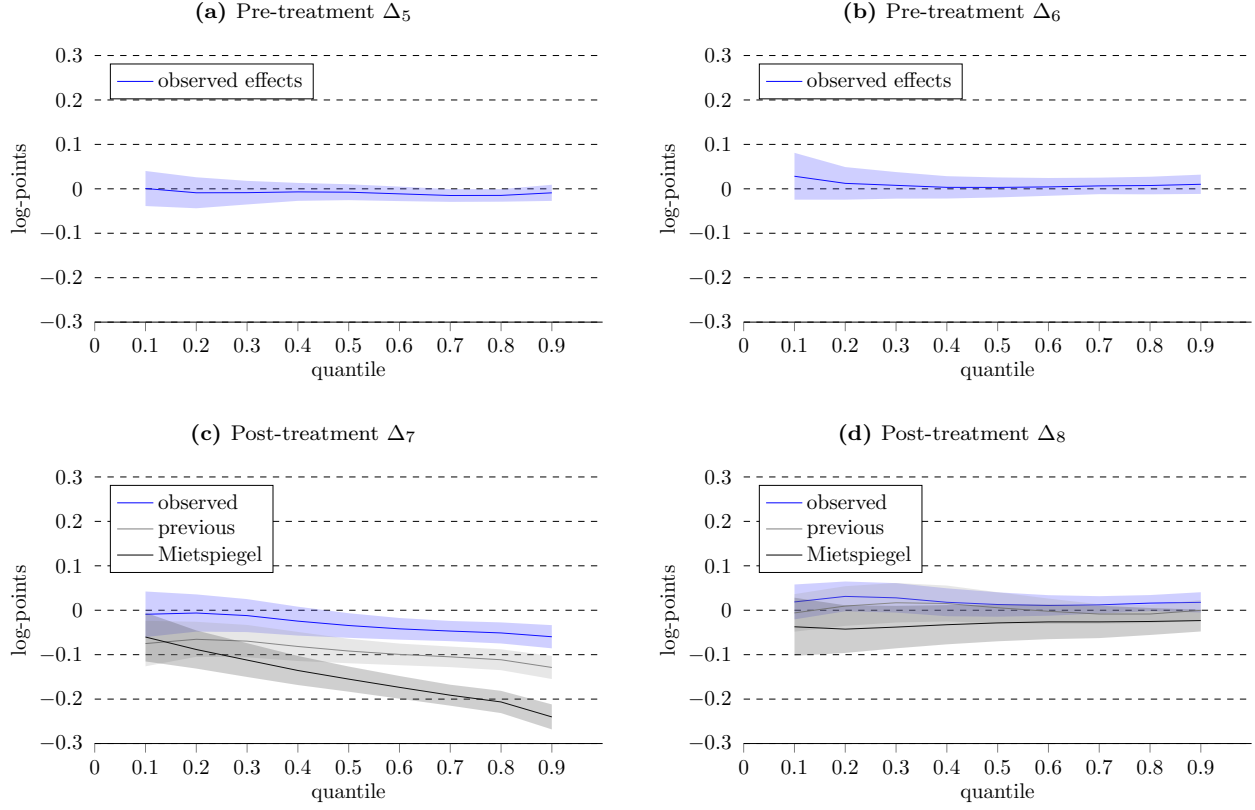 (a) Pre-treatment Δ5
0.3
0.2
0.1
0
−0.1
−0.2
−0.3
log-points
observed effects
0 0.1 0.2 0.3 0.4 0.5 0.6 0.7 0.8 0.9
quantile
(b) Pre-treatment Δ6
0.3
0.2
0.1
0
−0.1
−0.2
−0.3
log-points
observed effects
0 0.1 0.2 0.3 0.4 0.5 0.6 0.7 0.8 0.9
quantile
(c) Post-treatment Δ7
0.3
0.2
0.1
0
−0.1
−0.2
−0.3
log-points
observed
previous
Mietspiegel
0 0.1 0.2 0.3 0.4 0.5 0.6 0.7 0.8 0.9
quantile
(d) Post-treatment Δ8
0.3
0.2
0.1
0
−0.1
−0.2
−0.3
log-points
observed
previous
Mietspiegel
0 0.1 0.2 0.3 0.4 0.5 0.6 0.7 0.8 0.9
quantile